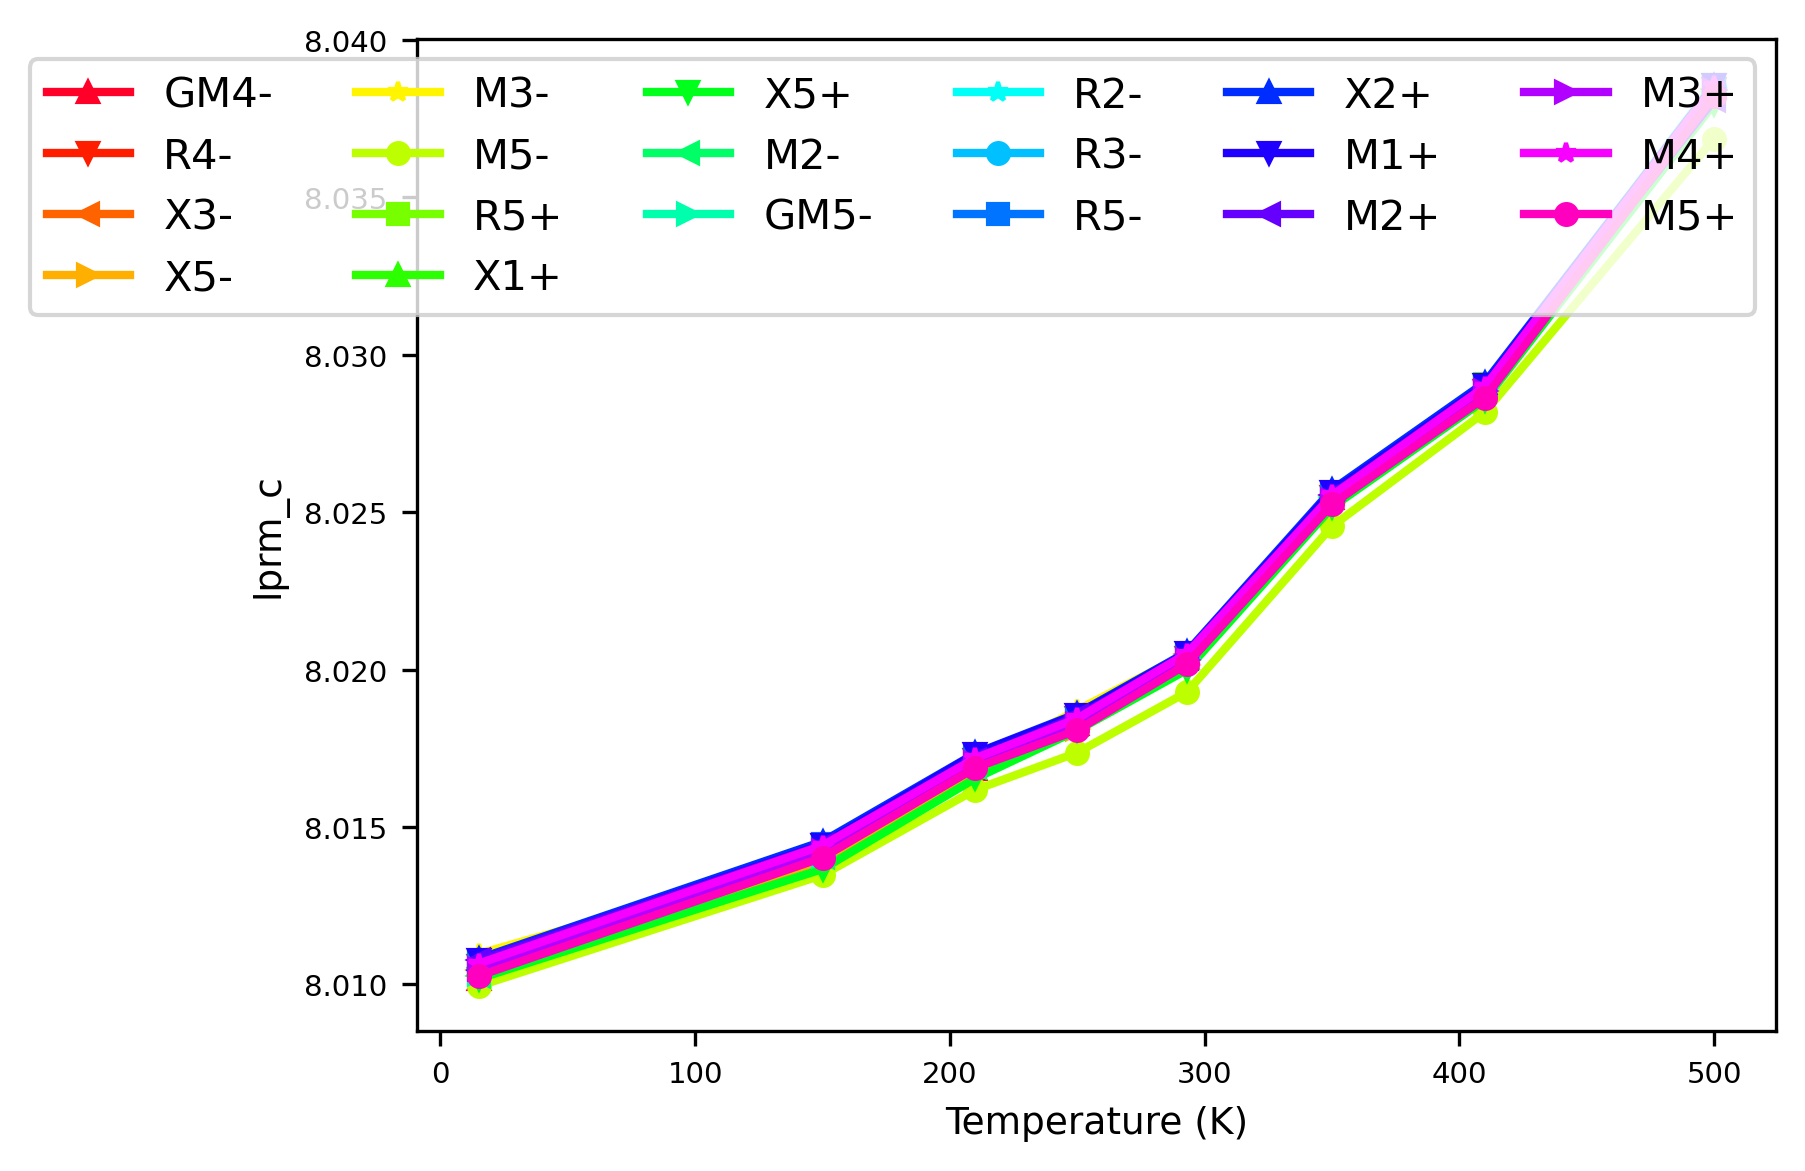 8.040
GM4- M3- X5+ R2- X2+ M3+
R4- M5- M2- R3- M1+ M4+
8.035
X3- R5+ GM5- R5- M2+ M5+
X5- X1+
8.030
lprm_c
8.025
8.020
8.015
8.010
0 100 200 300 400 500
Temperature (K)